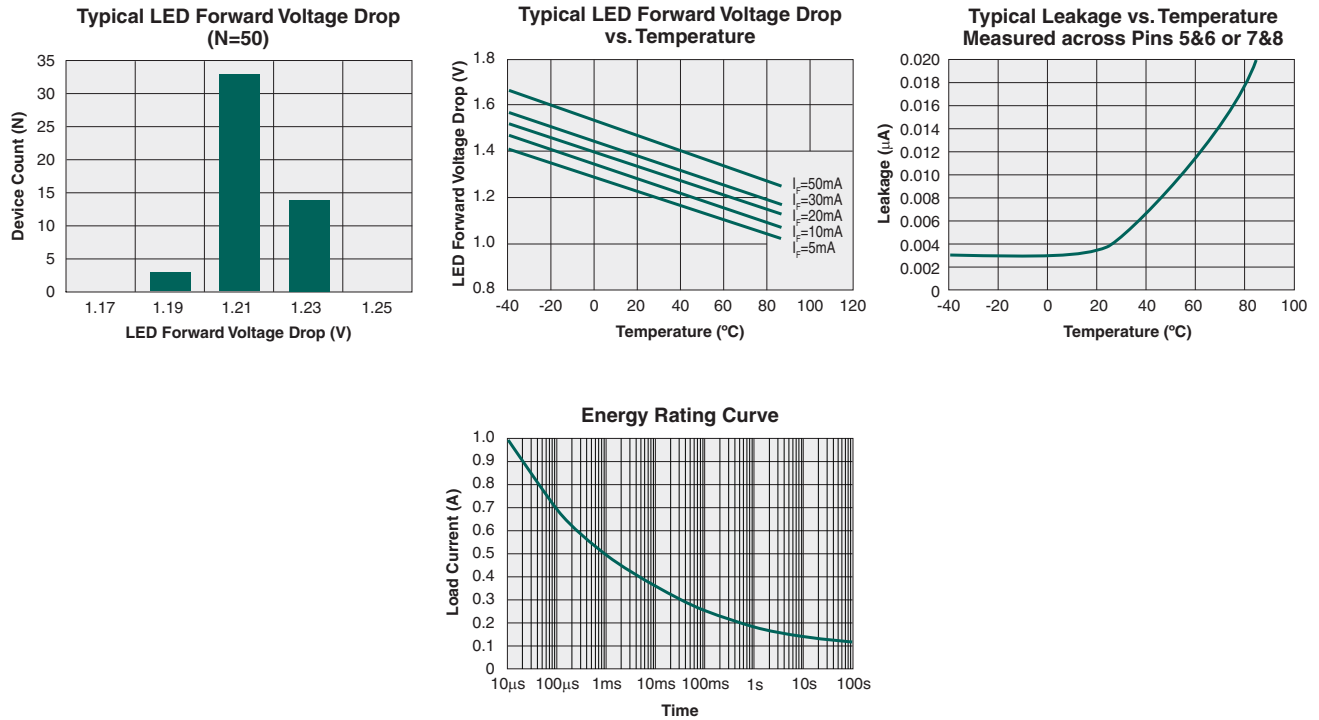 Typical LED Forward Voltage Drop
(N=50)
35
30
25
20
15
10
5
0
Device Count (N)
1.17 1.19 1.21 1.23 1.25
LED Forward Voltage Drop (V)
Typical LED Forward Voltage Drop
vs. Temperature
1.8
1.6
1.4
1.2
1.0
0.8
LED Forward Voltage Drop (V)
IF=50mA
IF=30mA
IF=20mA
IF=10mA
IF=5mA
-40 -20 0 20 40 60 80 100 120
Temperature (ºC)
Typical Leakage vs. Temperature
Measured across Pins 5&6 or 7&8
0.020
0.018
0.016
0.014
0.012
0.010
0.008
0.006
0.004
0.002
0
Leakage (μA)
-40 -20 0 20 40 60 80 100
Temperature (ºC)
Energy Rating Curve
1.0
0.9
0.8
0.7
0.6
0.5
0.4
0.3
0.2
0.1
0
Load Current (A)
10μs 100μs 1ms 10ms 100ms 1s 10s 100s
Time